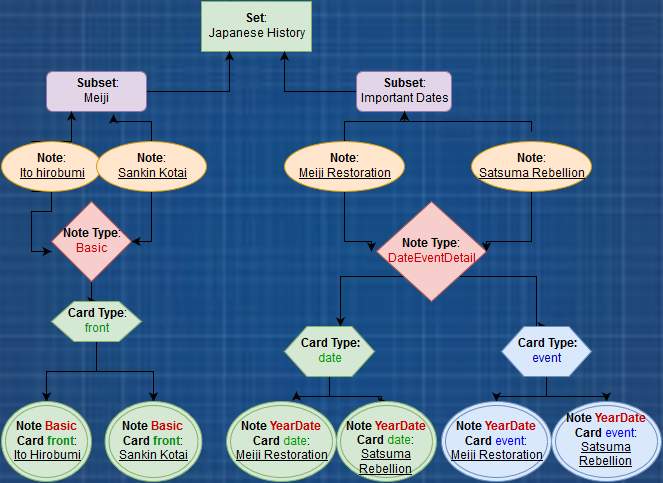 Set:
Japanese History
Subset:
Meiji
Subset:
Important Dates
Note:
Ito hirobumi
Note:
Sankin Kotai
Note:
Meiji Restoration
Note:
Satsuma Rebellion
Note Type:
Basic
Note Type:
DateEventDetail
Card Type:
front
Card Type:
date
Card Type:
event
Note Basic
Card front:
Ito Hirobumi
Note Basic
Card front:
Sankin Kotai
Note YearDate
Card date:
Meiji Restoration
Note YearDate
Card date:
Satsuma
Rebellion
Note YearDate
Card event:
Meiji Restoration
Note YearDate
Card event:
Satsuma
Rebellion